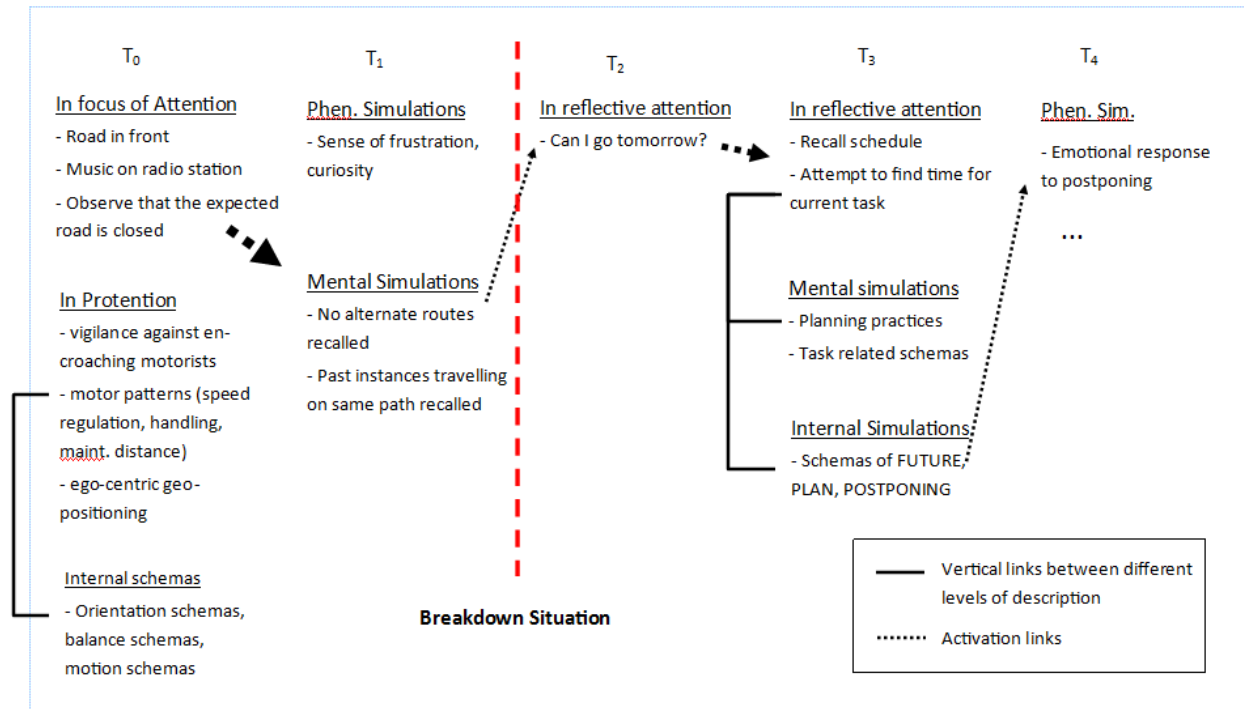 T0
In focus of Attention
- Road in front
- Music on radio station
- Observe that the expected
road is closed
In Protention
- vigilance against en-
croaching motorists
- motor patterns (speed
regulation, handling,
maint. distance)
- ego-centric geo-
positioning
Internal schemas
- Orientation schemas,
balance schemas,
motion schemas
T1
Phen. Simulations
- Sense of frustration,
curiosity
Mental Simulations
- No alternate routes
recalled
- Past instances travelling
on same path recalled
Breakdown Situation
T2
In reflective attention
- Can I go tomorrow?
T3
In reflective attention
- Recall schedule
- Attempt to find time for
current task
Mental simulations
- Planning practices
- Task related schemas
Internal Simulations
- Schemas of FUTURE,
PLAN, POSTPONING
T4
Phen. Sim.
- Emotional response
to postponing
...
Vertical links between different
levels of description
Activation links